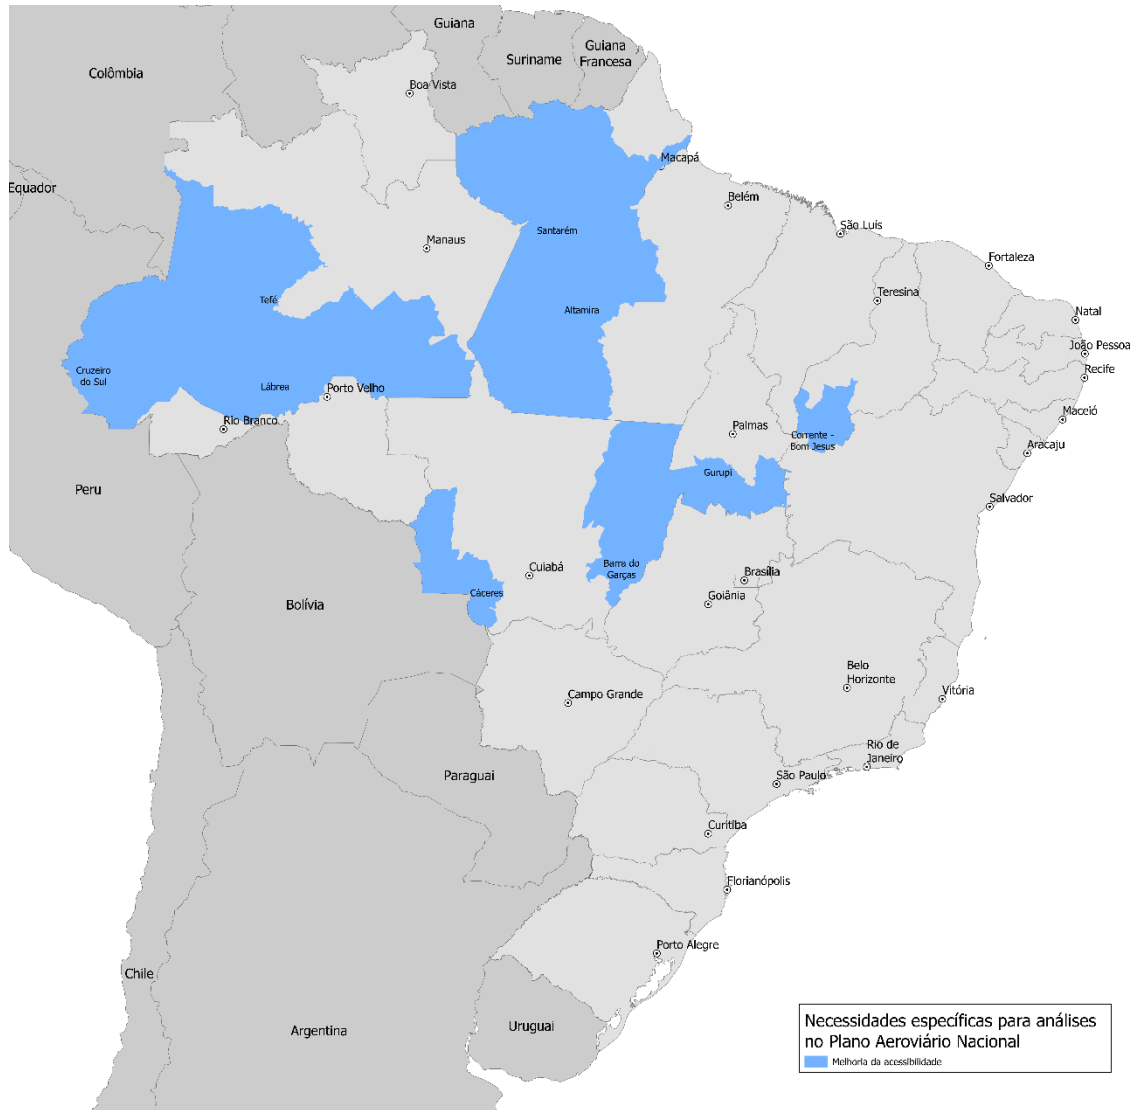 Guiana
Suriname
Guiana
Francesa
Colômbia
Boa Vista
Macapá
Equador
Belém
Santarém
São Luís
Manaus
Fortaleza
Tefé
Teresina
Altamira
Natal
João Pessoa
Cruzeiro
do Sul
Recife
Lábrea
Porto Velho
Maceió
Rio Branco
Palmas
Corrente -
Bom Jesus
Aracaju
Gurupi
Peru
Salvador
Cuiabá
Barra do
Garças
Brasília
Cáceres
Goiânia
Bolívia
Belo
Horizonte
Campo Grande
Vitória
Rio de
Janeiro
Paraguai
São Paulo
Curitiba
Florianópolis
Porto Alegre
Chile
Argentina
Uruguai
Necessidades específicas para análises
no Plano Aeroviário Nacional
Melhoria da acessibilidade